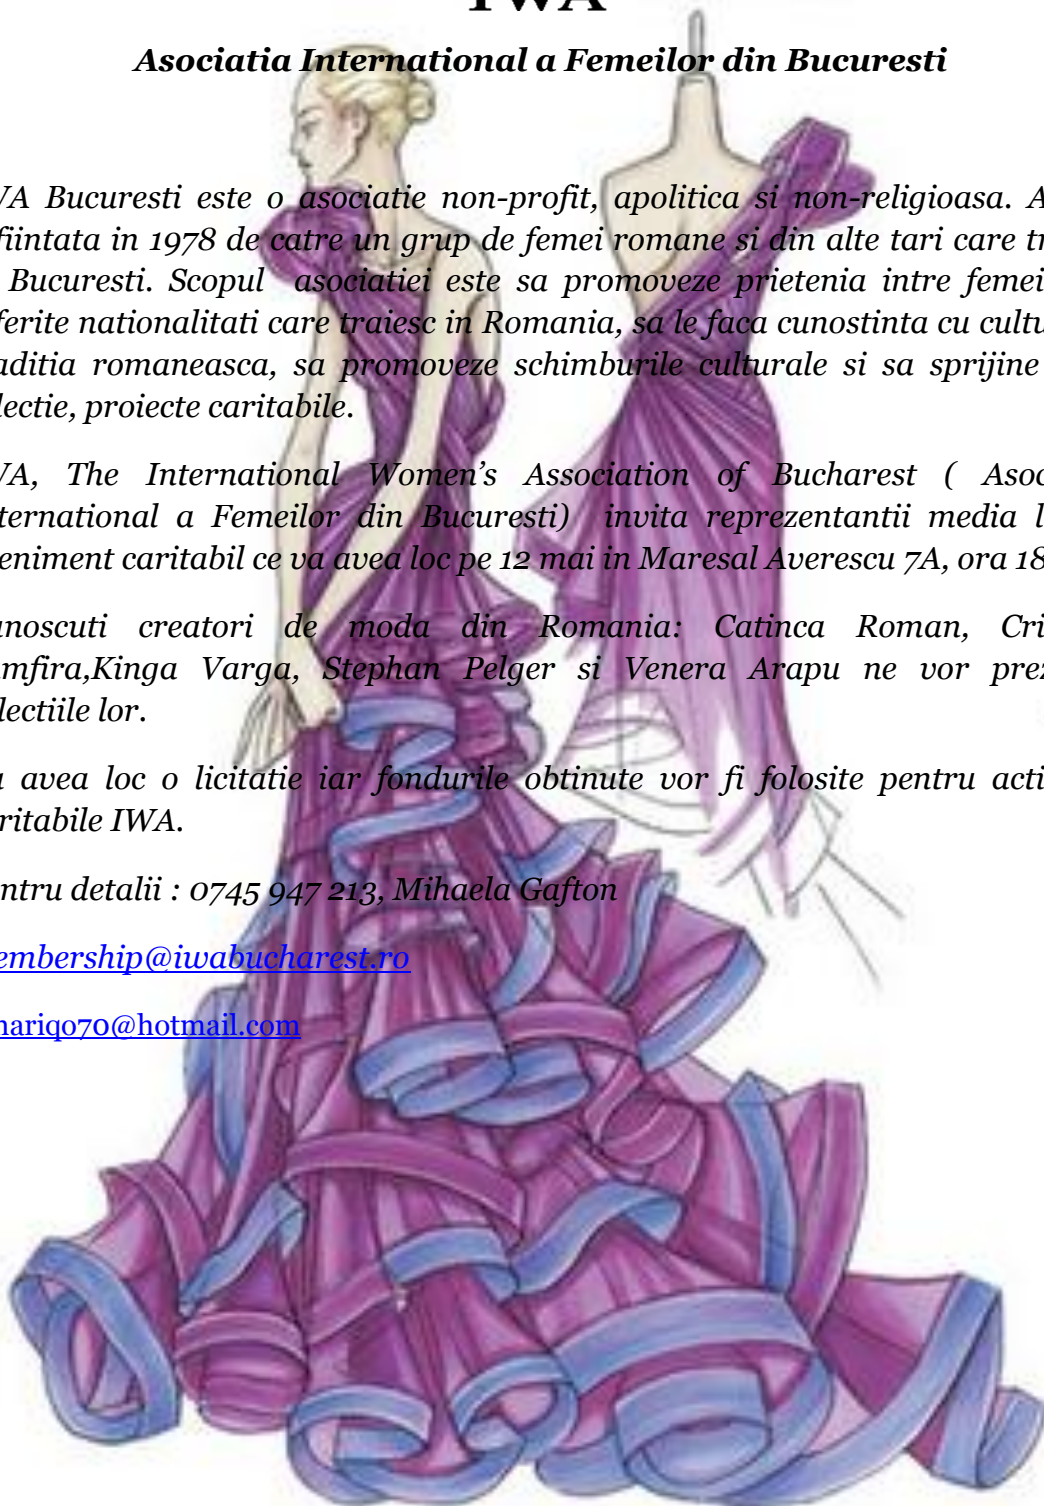 IWA
Asociatia International a Femeilor din Bucuresti
VA Bucuresti este o asociatie non-profit, apolitica si non-religioasa. A
fiintata in 1978 de catre un grup de femei romane si din alte tari care tr
Bucuresti. Scopul asociatiei este sa promoveze prietenia intre femei
ferite nationalitati care traiesc in Romania, sa le faca cunostinta cu cultu
aditia romaneasca, sa promoveze schimburile culturale si sa sprijine
lectie, proiecte caritabile.
VA, The International Women's Association of Bucharest ( Asoc
ternational a Femeilor din Bucuresti) invita reprezentantii media l
eniment caritabil ce va avea loc pe 12 mai in Maresal Averescu 7A, ora 18
unoscuti creatori de moda din Romania: Catinca Roman, Cri
amfira,Kinga Varga, Stephan Pelger si Venera Arapu ne vor prez
lectiile lor.
a avea loc o licitatie iar fondurile obtinute vor fi folosite pentru acti
ritabile IWA.
ntru detalii : 0745 947 213, Mihaela Gafton
embership@iwabucharest.ro
hariqo70@hotmail.com